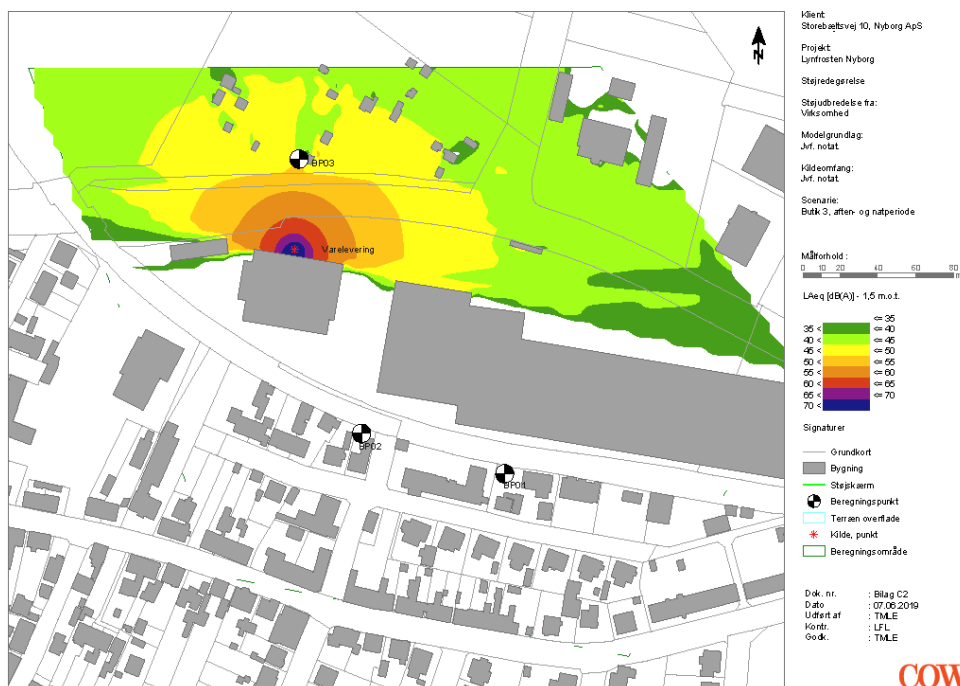 Klient:
Storebæltsvej 10, Nyborg ApS
Projekt:
Lynfrosten Nyborg
Støjredegørelse
Støjudbredelse fra:
Virksomhed
Modelgrundlag:
Jvf. notat
Kildeomfang:
Jvf. notat
Scenarie:
Butik 3, aften- og natperiode
Målforhold :
0 10 20 40 60 80
m
LAeq [dB(A)] - 1,5 m.o.t.
<= 35
35 < <= 40
40 < <= 45
45 < <= 50
50 < <= 55
55 < <= 60
60 < <= 65
65 < <= 70
70 <
Signaturer
Grundkort
Bygning
Støjskærm
Beregningspunkt
Terræn overflade
Kilde, punkt
Beregningsområde
Dok. nr. : Bilag C2
Dato : 07.06.2019
Udført af : TMLE
Kontr. : LFL
Godk. : TMLE
COW
N
BP03
Varelevering
BP02
BP01